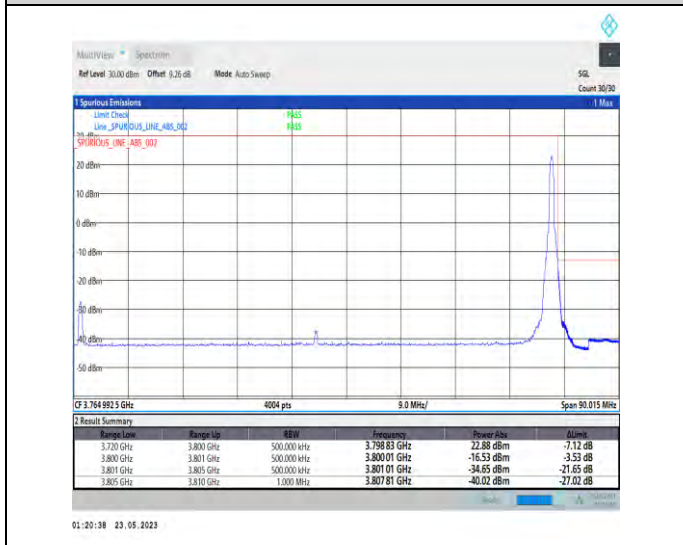 MultiView Spectrum
Ref Level 30.00 dBm Offset 9.26 dB Mode Auto Sweep SGL
Count 30/30
1 Spurious Emissions 1 Max
Limit Check PASS
Line _SPURIOUS_LINE_ABS_002 PASS
_SPURIOUS_LINE_ABS_002
20 dBm
10 dBm
0 dBm
-10 dBm
-20 dBm
-30 dBm
-40 dBm
-50 dBm
CF 3.764 992 5 GHz 4004 pts 9.0 MHz/ Span 90.015 MHz
2 Result Summary
Range Low Range Up RBW Frequency Power Abs ΔLimit
3.720 GHz 3.800 GHz 500.000 kHz 3.798 83 GHz 22.88 dBm -7.12 dB
3.800 GHz 3.801 GHz 500.000 kHz 3.800 01 GHz -16.53 dBm -3.53 dB
3.801 GHz 3.805 GHz 500.000 kHz 3.801 01 GHz -34.65 dBm -21.65 dB
3.805 GHz 3.810 GHz 1.000 MHz 3.807 81 GHz -40.02 dBm -27.02 dB
01:20:38 23.05.2023